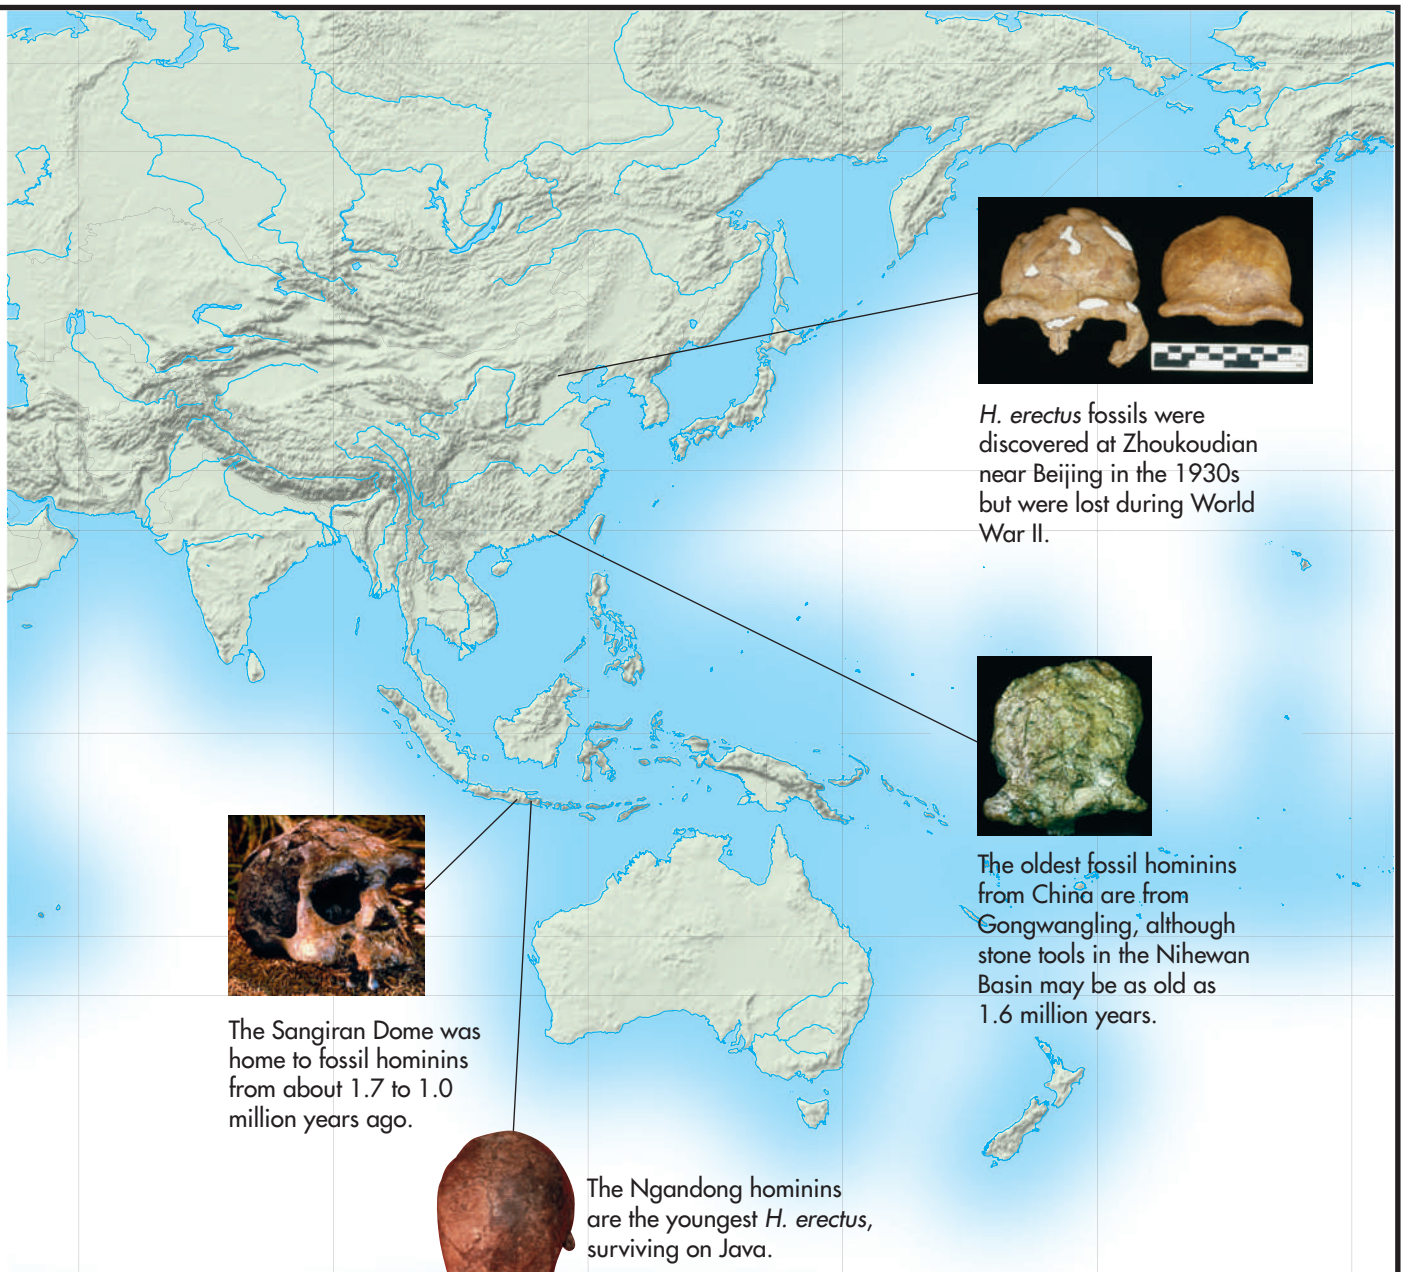 H. erectus fossils were
discovered at Zhoukoudian
near Beijing in the 1930s
but were lost during World
War II.
The oldest fossil hominins
from China are from
Gongwangling, although
stone tools in the Nihewan
Basin may be as old as
1.6 million years.
The Sangiran Dome was
home to fossil hominins
from about 1.7 to 1.0
million years ago.
The Ngandong hominins
are the youngest H. erectus,
surviving on Java.